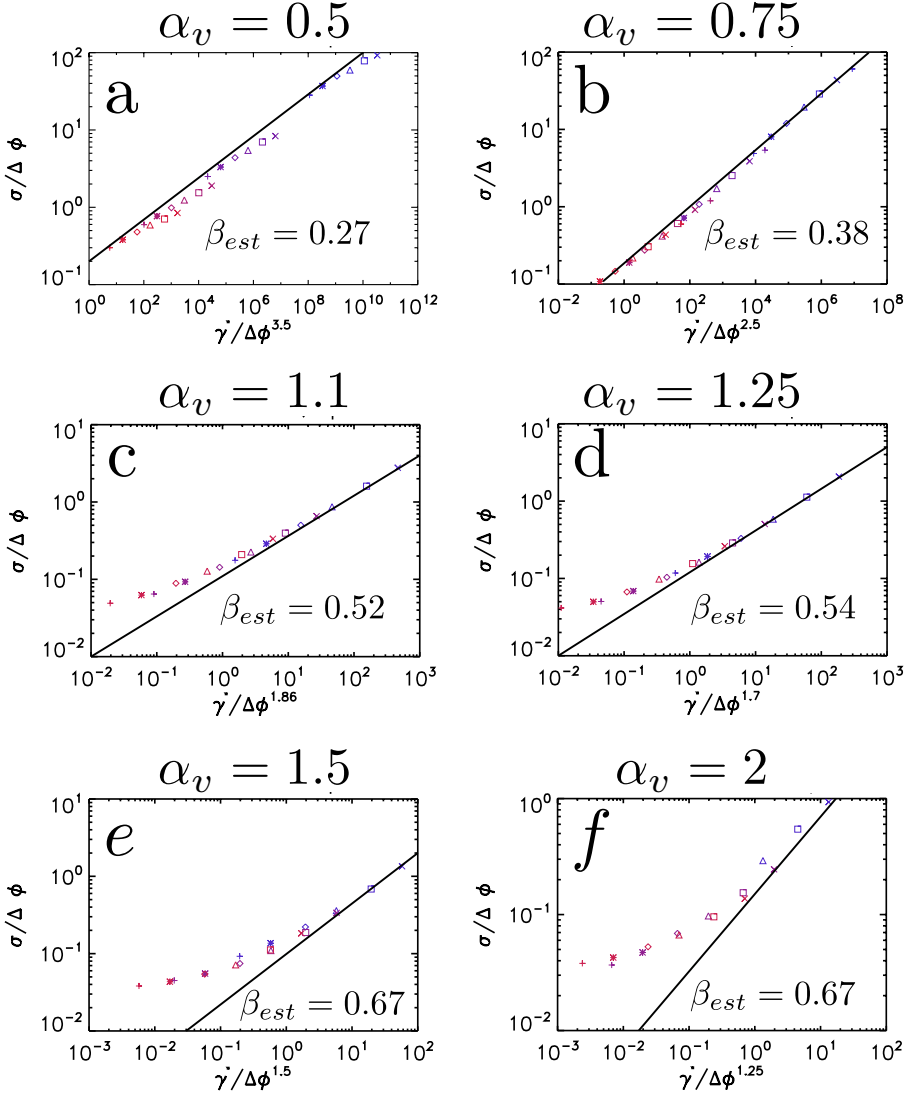 α_v = 0.5
a
σ/Δ φ
10^2
10^1
10^0
10^-1
β_est = 0.27
10^0 10^2 10^4 10^6 10^8 10^10 10^12
γ̇/Δφ^3.5
α_v = 0.75
b
σ/Δ φ
10^2
10^1
10^0
10^-1
β_est = 0.38
10^-2 10^0 10^2 10^4 10^6 10^8
γ̇/Δφ^2.5
α_v = 1.1
c
σ/Δ φ
10^1
10^0
10^-1
10^-2
β_est = 0.52
10^-2 10^-1 10^0 10^1 10^2 10^3
γ̇/Δφ^1.86
α_v = 1.25
d
σ/Δ φ
10^1
10^0
10^-1
10^-2
β_est = 0.54
10^-2 10^-1 10^0 10^1 10^2 10^3
γ̇/Δφ^1.7
α_v = 1.5
e
σ/Δ φ
10^1
10^0
10^-1
10^-2
β_est = 0.67
10^-3 10^-2 10^-1 10^0 10^1 10^2
γ̇/Δφ^1.5
α_v = 2
f
σ/Δ φ
10^0
10^-1
10^-2
β_est = 0.67
10^-3 10^-2 10^-1 10^0 10^1 10^2
γ̇/Δφ^1.25